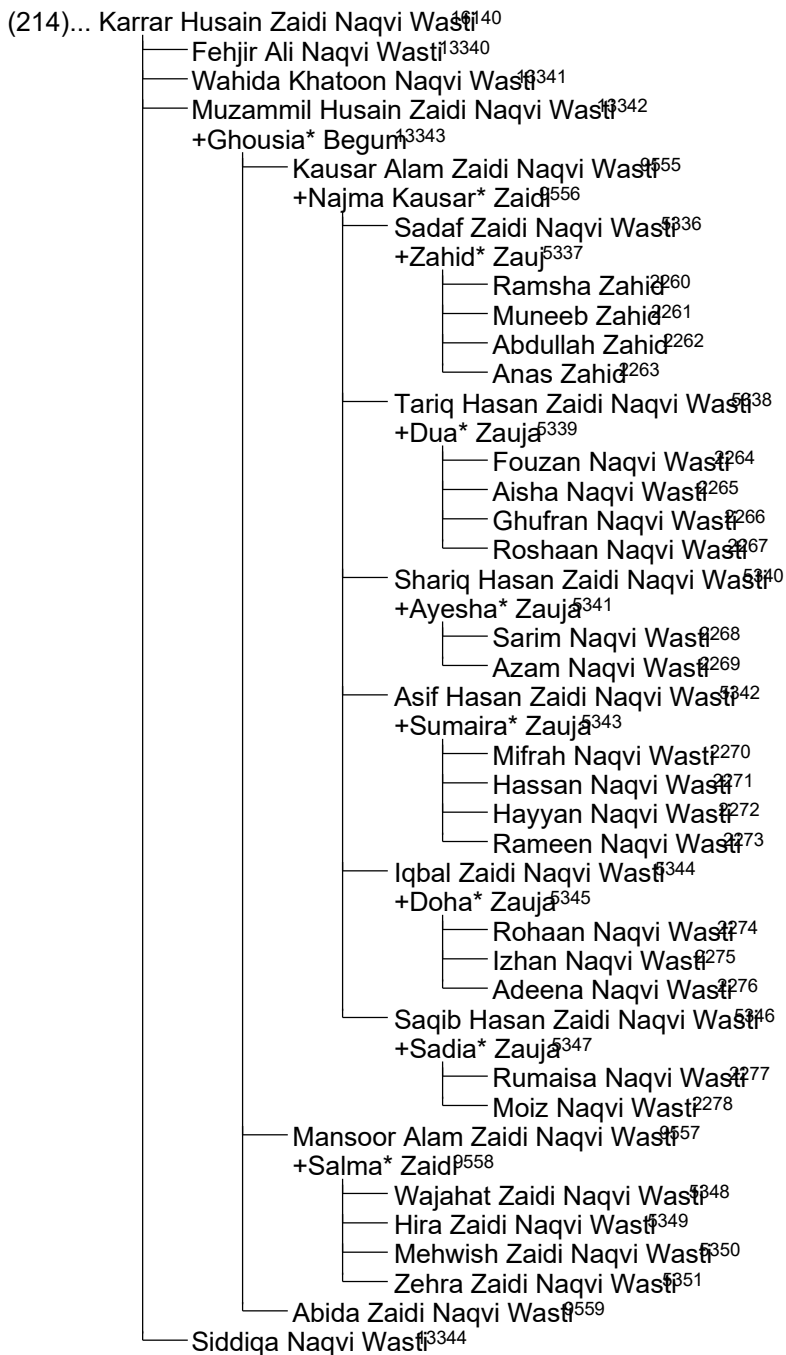 (214)... Karrar Husain Zaidi Naqvi Wasti16140
Fehjir Ali Naqvi Wasti13340
Wahida Khatoon Naqvi Wasti13341
Muzammil Husain Zaidi Naqvi Wasti13342
+Ghousia* Begum13343
Kausar Alam Zaidi Naqvi Wasti9555
+Najma Kausar* Zaidi9556
Sadaf Zaidi Naqvi Wasti5336
+Zahid* Zauj5337
Ramsha Zahid2260
Muneeb Zahid2261
Abdullah Zahid2262
Anas Zahid2263
Tariq Hasan Zaidi Naqvi Wasti5338
+Dua* Zauja5339
Fouzan Naqvi Wasti2264
Aisha Naqvi Wasti2265
Ghufran Naqvi Wasti2266
Roshaan Naqvi Wasti2267
Shariq Hasan Zaidi Naqvi Wasti5340
+Ayesha* Zauja5341
Sarim Naqvi Wasti2268
Azam Naqvi Wasti2269
Asif Hasan Zaidi Naqvi Wasti5342
+Sumaira* Zauja5343
Mifrah Naqvi Wasti2270
Hassan Naqvi Wasti2271
Hayyan Naqvi Wasti2272
Rameen Naqvi Wasti2273
Iqbal Zaidi Naqvi Wasti5344
+Doha* Zauja5345
Rohaan Naqvi Wasti2274
Izhan Naqvi Wasti2275
Adeena Naqvi Wasti2276
Saqib Hasan Zaidi Naqvi Wasti5346
+Sadia* Zauja5347
Rumaisa Naqvi Wasti2277
Moiz Naqvi Wasti2278
Mansoor Alam Zaidi Naqvi Wasti9557
+Salma* Zaidi9558
Wajahat Zaidi Naqvi Wasti5348
Hira Zaidi Naqvi Wasti5349
Mehwish Zaidi Naqvi Wasti5350
Zehra Zaidi Naqvi Wasti5351
Abida Zaidi Naqvi Wasti9559
Siddiqa Naqvi Wasti13344